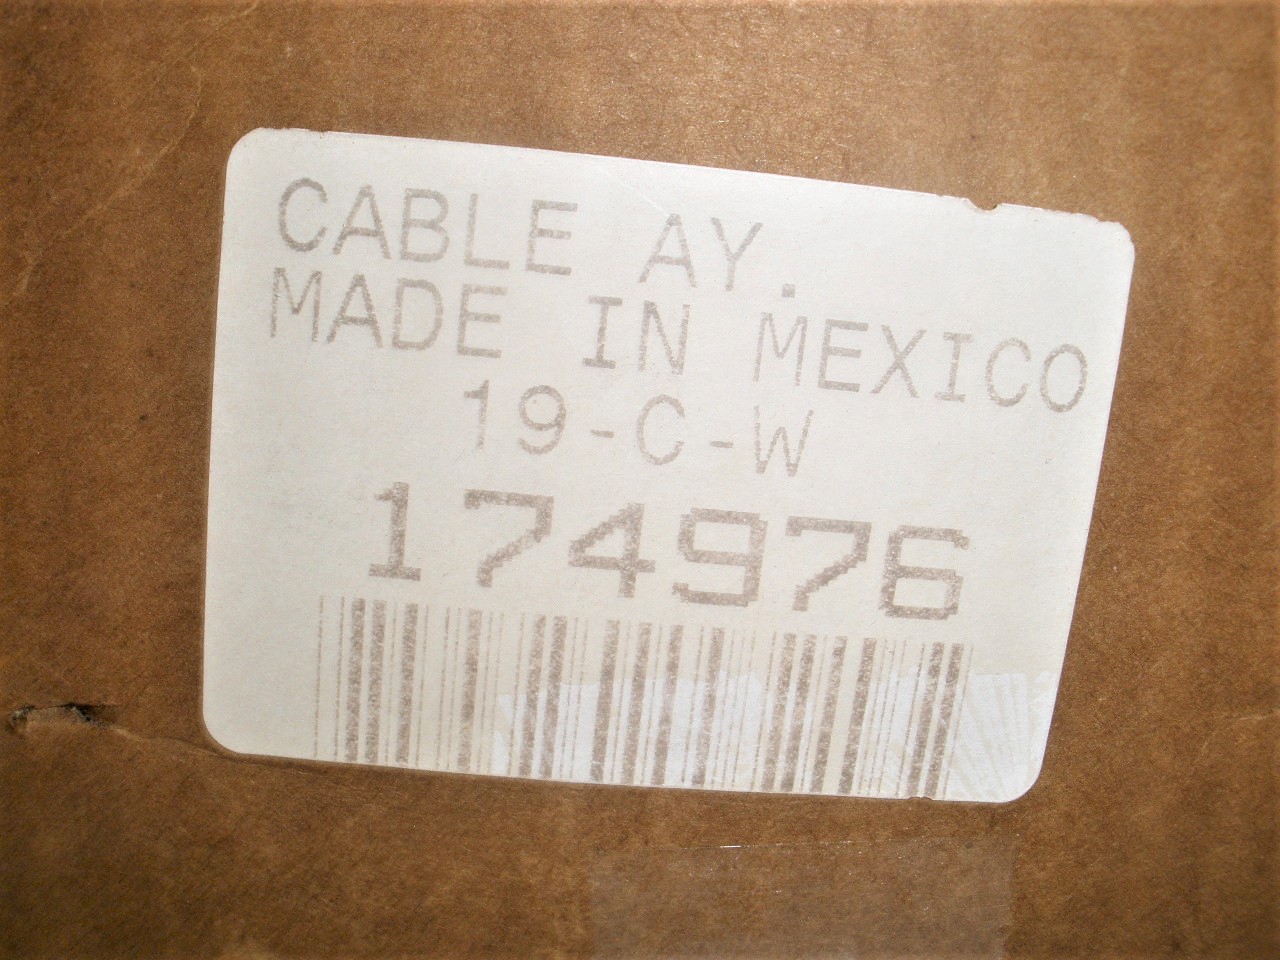 CABLE AY.
MADE IN MEXICO
19-C-W
174976